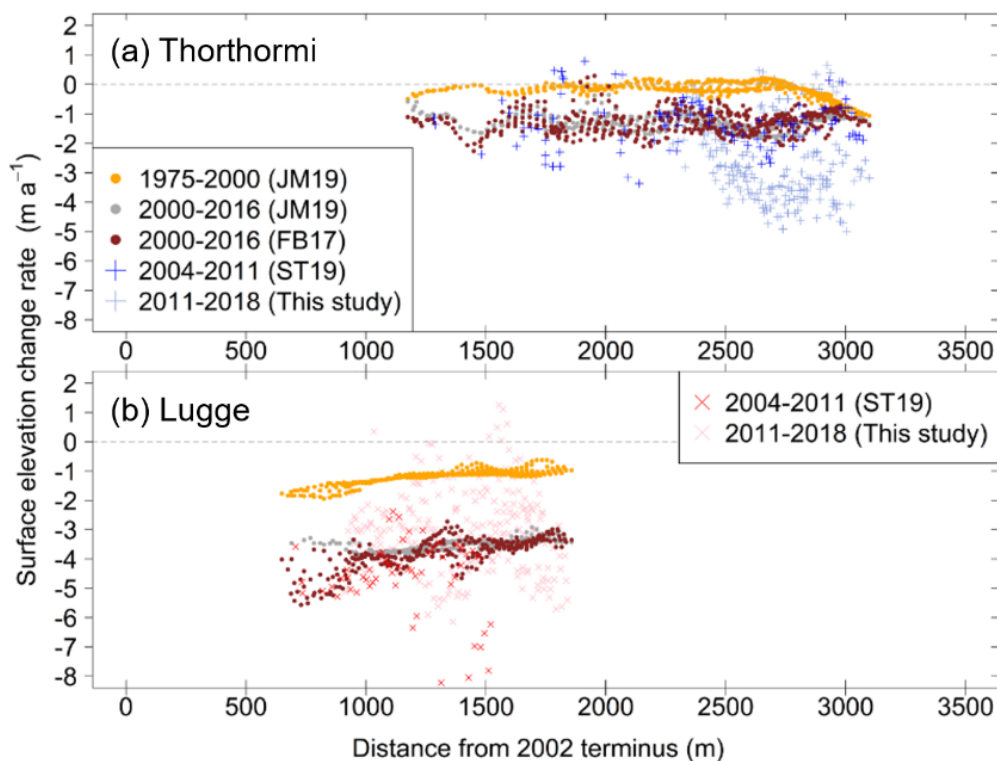 (a) Thorthormi
2
1
0
-1
-2
-3
-4
-5
-6
-7
-8
1975-2000 (JM19)
2000-2016 (JM19)
2000-2016 (FB17)
2004-2011 (ST19)
2011-2018 (This study)
0 500 1000 1500 2000 2500 3000 3500
Surface elevation change rate (m a⁻¹)
(b) Lugge
2
1
0
-1
-2
-3
-4
-5
-6
-7
-8
2004-2011 (ST19)
2011-2018 (This study)
0 500 1000 1500 2000 2500 3000 3500
Distance from 2002 terminus (m)